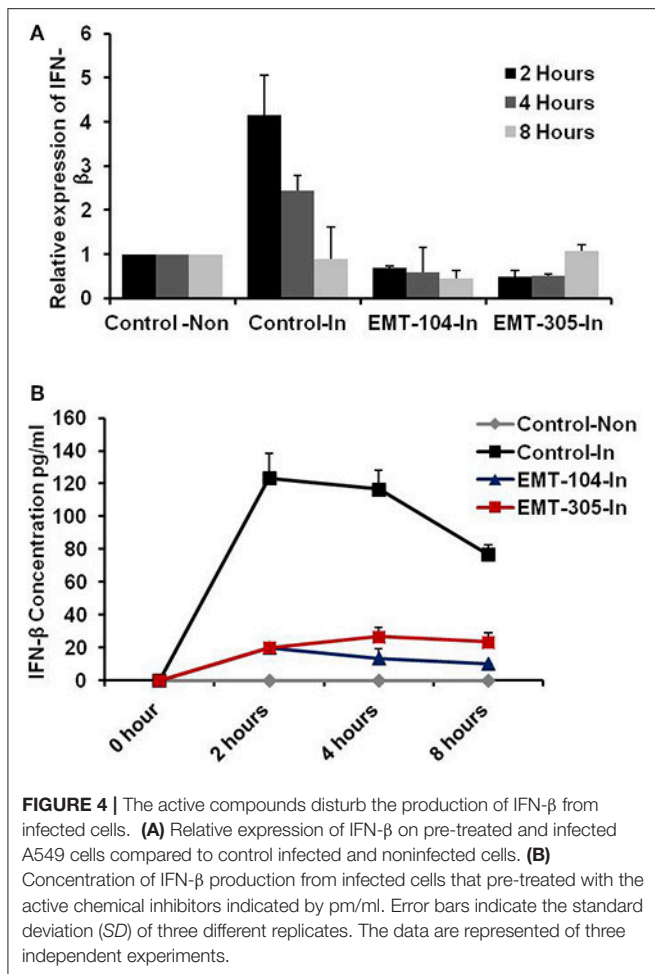 A
Relative expression of IFN-
β
6
5
4
3
2
1
0
2 Hours
4 Hours
8 Hours
Control -Non
Control-In
EMT-104-In
EMT-305-In
B
IFN-β Concentration pg/ml
160
140
120
100
80
60
40
20
0
Control-Non
Control-In
EMT-104-In
EMT-305-In
0 hour
2 hours
4 hours
8 hours
FIGURE 4 | The active compounds disturb the production of IFN-β from
infected cells. (A) Relative expression of IFN-β on pre-treated and infected
A549 cells compared to control infected and noninfected cells. (B)
Concentration of IFN-β production from infected cells that pre-treated with the
active chemical inhibitors indicated by pm/ml. Error bars indicate the standard
deviation (SD) of three different replicates. The data are represented of three
independent experiments.